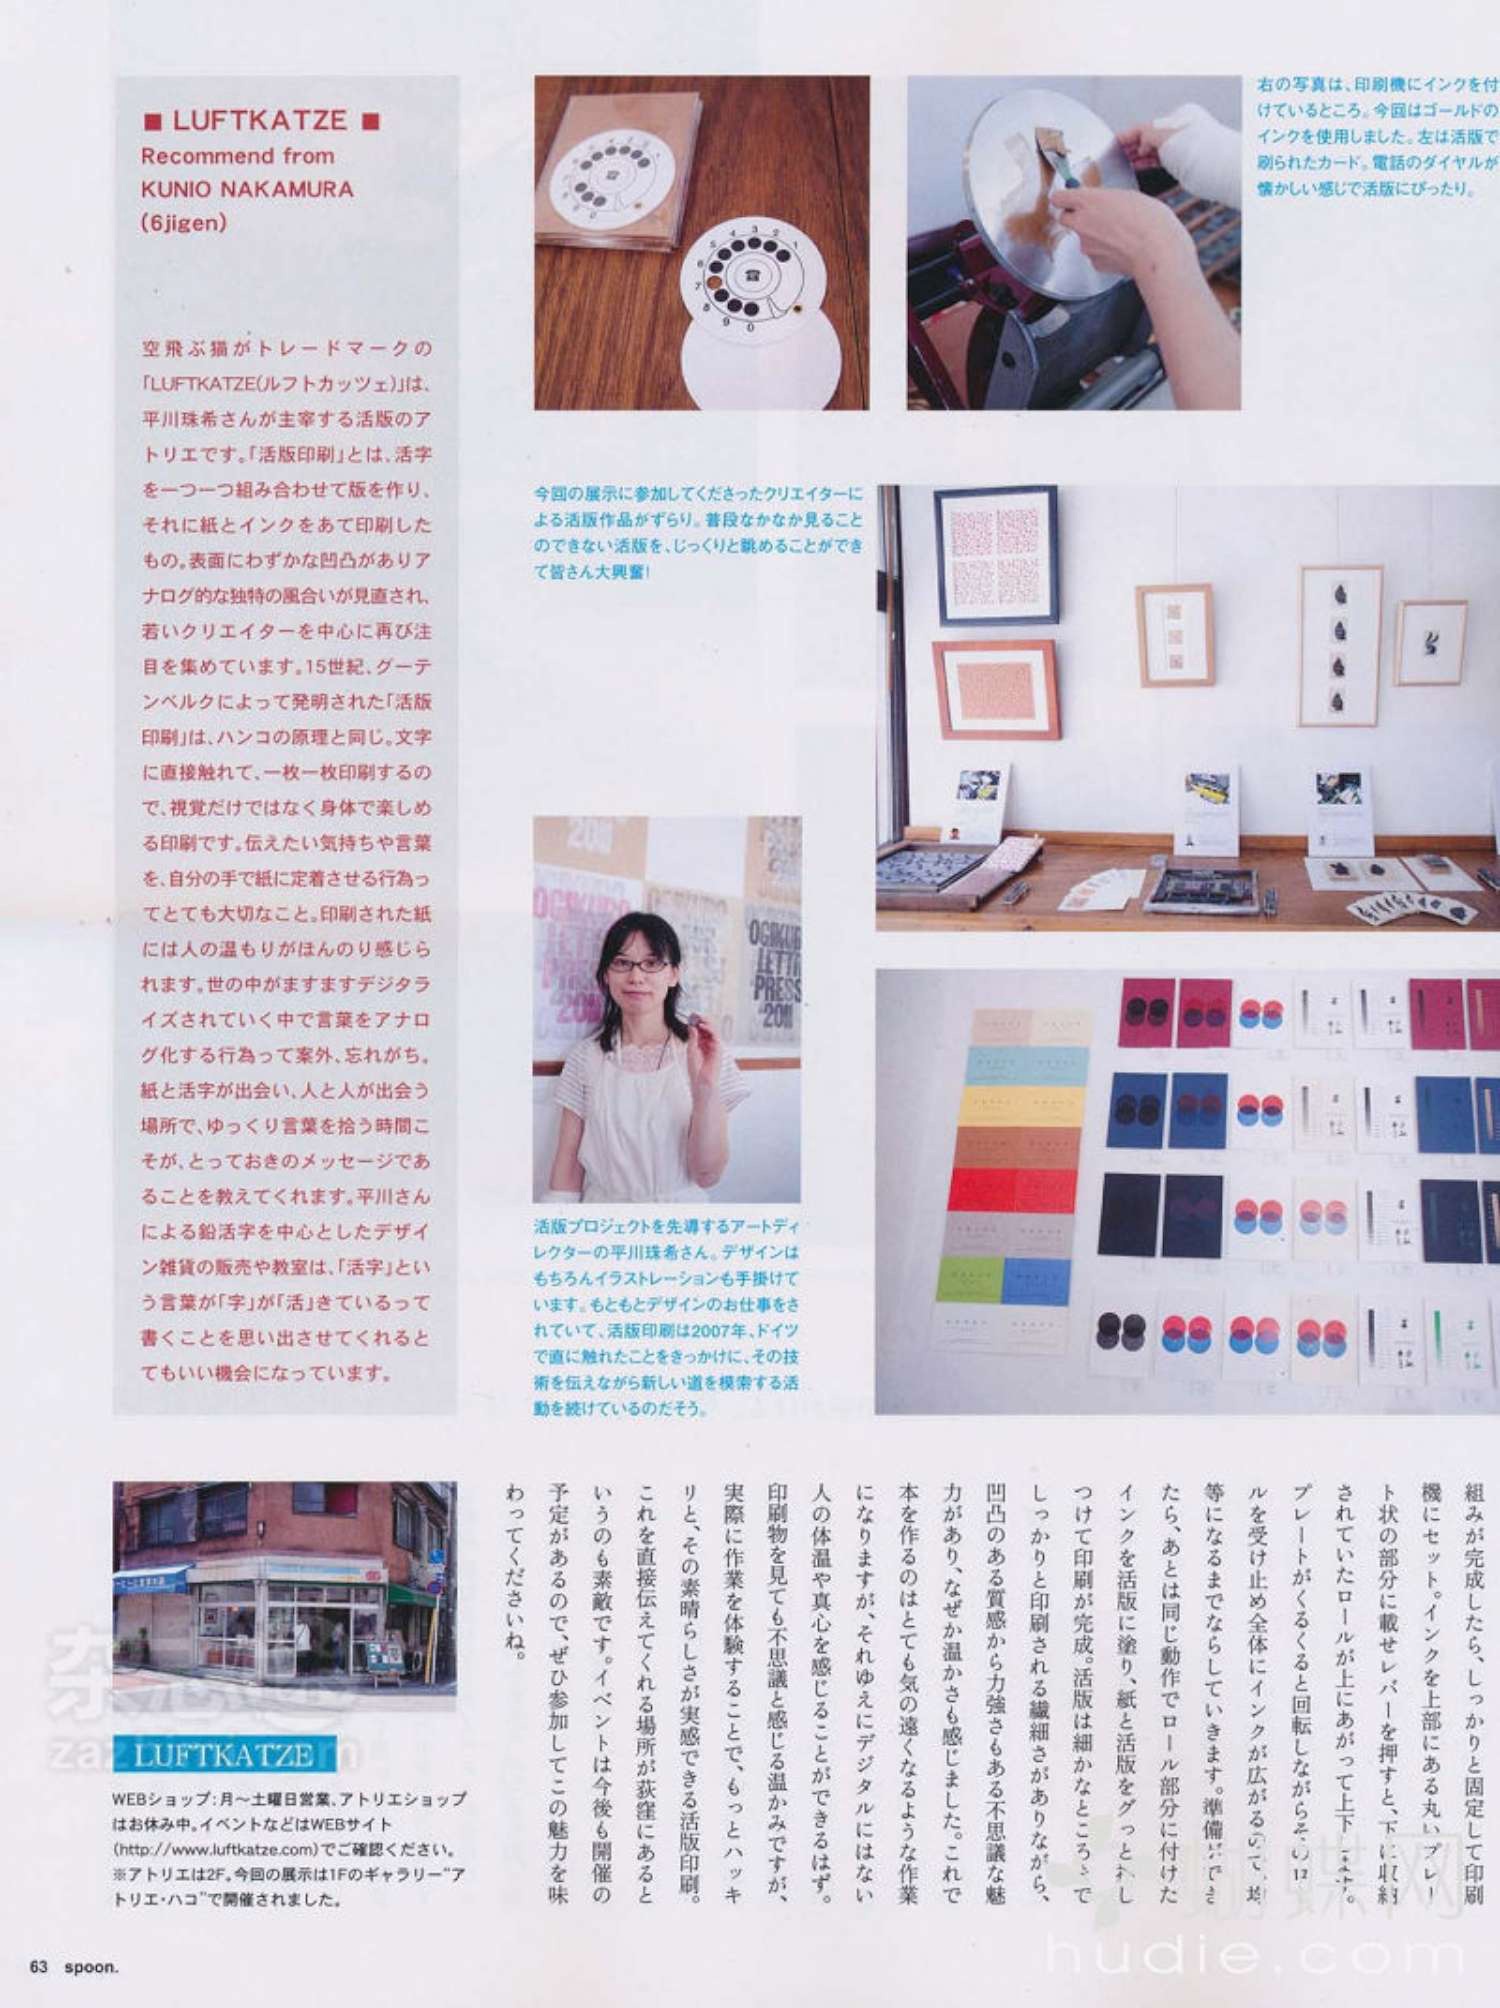 ■ LUFTKATZE ■
Recommend from
KUNIO NAKAMURA
(6jigen)
空飛ぶ猫がトレードマークの
「LUFTKATZE(ルフトカッツェ)」は、
平川珠希さんが主宰する活版のア
トリエです。「活版印刷」とは、活字
を一つ一つ組み合わせて版を作り、
それに紙とインクをあて印刷した
もの。表面にわずかな凹凸がありア
ナログ的な独特の風合いが見直され、
若いクリエイターを中心に再び注
目を集めています。15世紀、グーテ
ンベルクによって発明された「活版
印刷」は、ハンコの原理と同じ。文字
に直接触れて、一枚一枚印刷するの
で、視覚だけではなく身体で楽しめ
る印刷です。伝えたい気持ちや言葉
を、自分の手で紙に定着させる行為っ
てとても大切なこと。印刷された紙
には人の温もりがほんのり感じら
れます。世の中がますますデジタラ
イズされていく中で言葉をアナロ
グ化する行為って案外、忘れがち。
紙と活字が出会い、人と人が出会う
場所で、ゆっくり言葉を拾う時間こ
そが、とっておきのメッセージであ
ることを教えてくれます。平川さん
による鉛活字を中心としたデザイ
ン雑貨の販売や教室は、「活字」とい
う言葉が「字」が「活」きているって
書くことを思い出させてくれると
てもいい機会になっています。
右の写真は、印刷機にインクを付
けているところ。今回はゴールドの
インクを使用しました。左は活版で
刷られたカード。電話のダイヤルが
懐かしい感じで活版にぴったり。
今回の展示に参加してくださったクリエイターに
よる活版作品がずらり。普段なかなか見ること
のできない活版を、じっくりと眺めることができ
て皆さん大興奮!
OGIKUBO
LETTER
PRESS
2011
活版プロジェクトを先導するアートディ
レクターの平川珠希さん。デザインは
もちろんイラストレーションも手掛けて
います。もともとデザインのお仕事をさ
れていて、活版印刷は2007年、ドイツ
で直に触れたことをきっかけに、その技
術を伝えながら新しい道を模索する活
動を続けているのだそう。
組みが完成したら、しっかりと固定して印刷
機にセット。インクを上部にある丸いプレー
ト状の部分に載せレバーを押すと、下に収納
されていたロールが上にあがって上下します。
プレートがくるくると回転しながらそのロー
ルを受け止め全体にインクが広がるので、均
等になるまでならしていきます。準備ができ
たら、あとは同じ動作でロール部分に付けた
インクを活版に塗り、紙と活版をグっと押し
つけて印刷が完成。活版は細かなところまで
しっかりと印刷される繊細さがありながら、
凹凸のある質感から力強さもある不思議な魅
力があり、なぜか温かさも感じました。これで
本を作るのはとても気の遠くなるような作業
になりますが、それゆえにデジタルにはない
人の体温や真心を感じることができるはず。
印刷物を見ても不思議と感じる温かみですが、
実際に作業を体験することで、もっとハッキ
リと、その素晴らしさが実感できる活版印刷。
これを直接伝えてくれる場所が荻窪にあると
いうのも素敵です。イベントは今後も開催の
予定があるので、ぜひ参加してこの魅力を味
わってくださいね。
LUFTKATZE
WEBショップ：月〜土曜日営業、アトリエショップ
はお休み中。イベントなどはWEBサイト
(http://www.luftkatze.com)でご確認ください。
※アトリエは2F。今回の展示は1Fのギャラリー"ア
トリエ・ハコ"で開催されました。
63 spoon.
蝴蝶网
hudie.com